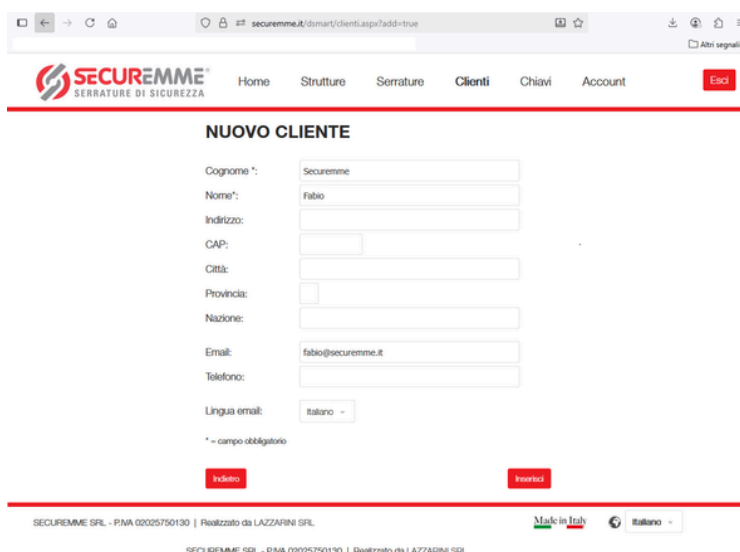 securemme.it/dsmart/clienti.aspx?add=true
Altri segnali
SECUREMME®
SERRATURE DI SICUREZZA
Home Strutture Serrature Clienti Chiavi Account Esci
NUOVO CLIENTE
Cognome *: Securemme
Nome*: Fabio
Indirizzo:
CAP:
Città:
Provincia:
Nazione:
Email: fabio@securemme.it
Telefono:
Lingua email: Italiano
* = campo obbligatorio
Indietro Inserisci
SECUREMME SRL - P.IVA 02025750130 | Realizzato da LAZZARINI SRL Made in Italy Italiano
SECUREMME SRL - P.IVA 02025750130 | Realizzato da LAZZARINI SRL